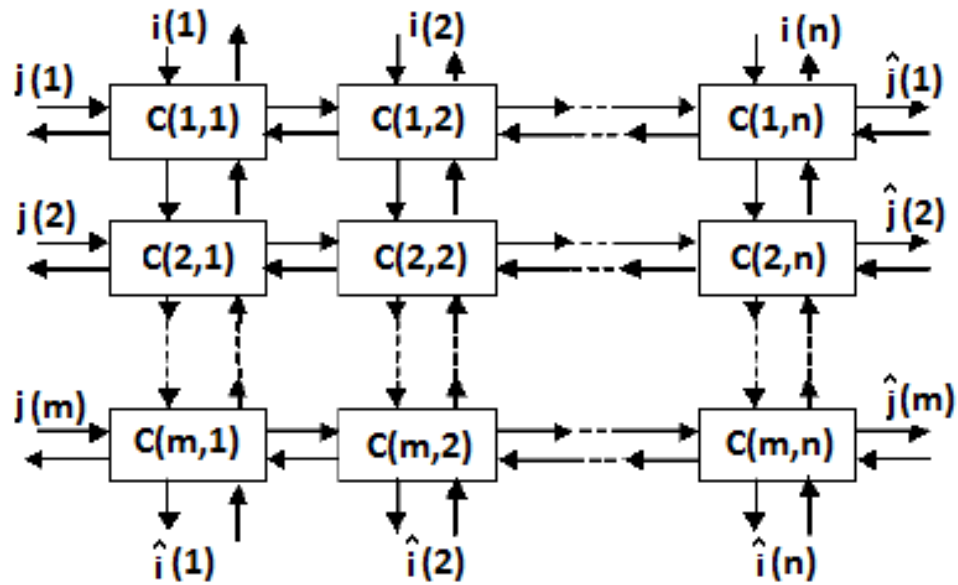 i(1) i(2) i(n)
j(1) ĵ(1)
C(1,1) C(1,2) C(1,n)
j(2) ĵ(2)
C(2,1) C(2,2) C(2,n)
j(m) ĵ(m)
C(m,1) C(m,2) C(m,n)
î(1) î(2) î(n)